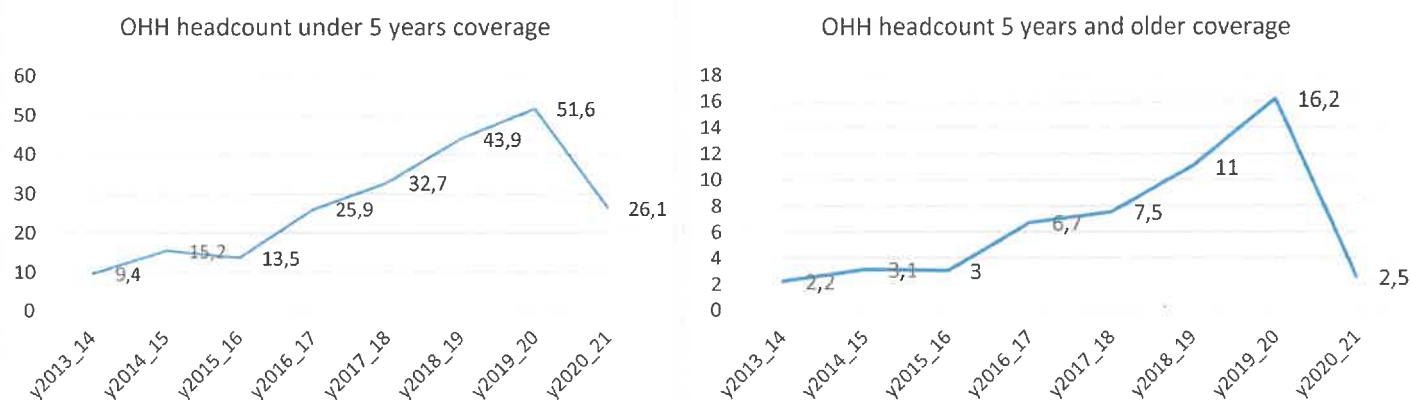 OHH headcount under 5 years coverage
60
50
40
30
20
10
0
9,4
15,2
13,5
25,9
32,7
43,9
51,6
26,1
y2013_14
y2014_15
y2015_16
y2016_17
y2017_18
y2018_19
y2019_20
y2020_21
OHH headcount 5 years and older coverage
18
16
14
12
10
8
6
4
2
0
2,2
3,1
3
6,7
7,5
11
16,2
2,5
y2013_14
y2014_15
y2015_16
y2016_17
y2017_18
y2018_19
y2019_20
y2020_21